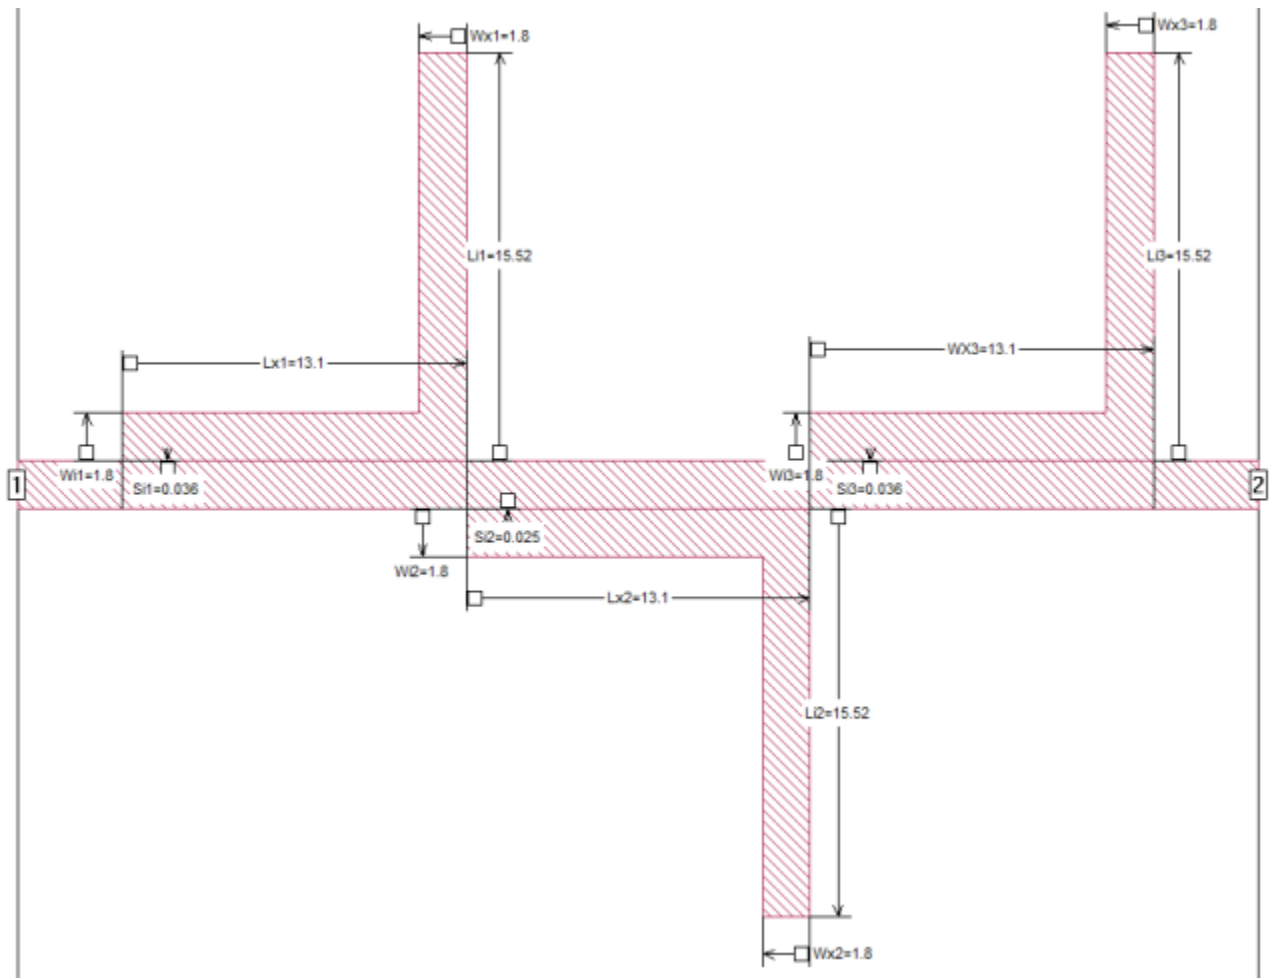 Wx1=1.8
Wx3=1.8
Li1=15.52
Li3=15.52
Lx1=13.1
WX3=13.1
Wi1=1.8
Si1=0.036
Wi3=1.8
Si3=0.036
1
2
Si2=0.025
Wi2=1.8
Lx2=13.1
Li2=15.52
Wx2=1.8